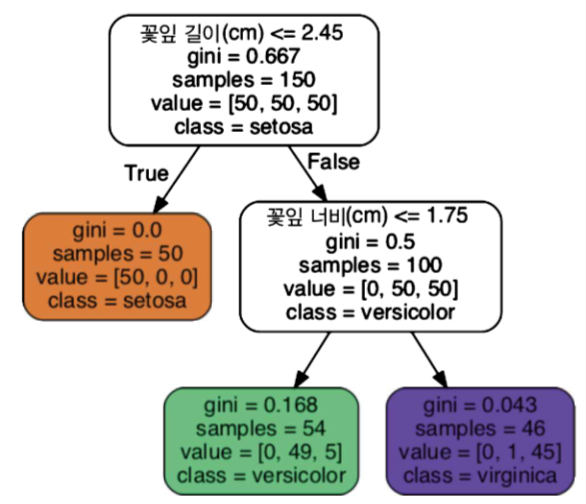 꽃잎 길이(cm) <= 2.45
gini = 0.667
samples = 150
value = [50, 50, 50]
class = setosa
True
False
gini = 0.0
samples = 50
value = [50, 0, 0]
class = setosa
꽃잎 너비(cm) <= 1.75
gini = 0.5
samples = 100
value = [0, 50, 50]
class = versicolor
gini = 0.168
samples = 54
value = [0, 49, 5]
class = versicolor
gini = 0.043
samples = 46
value = [0, 1, 45]
class = virginica